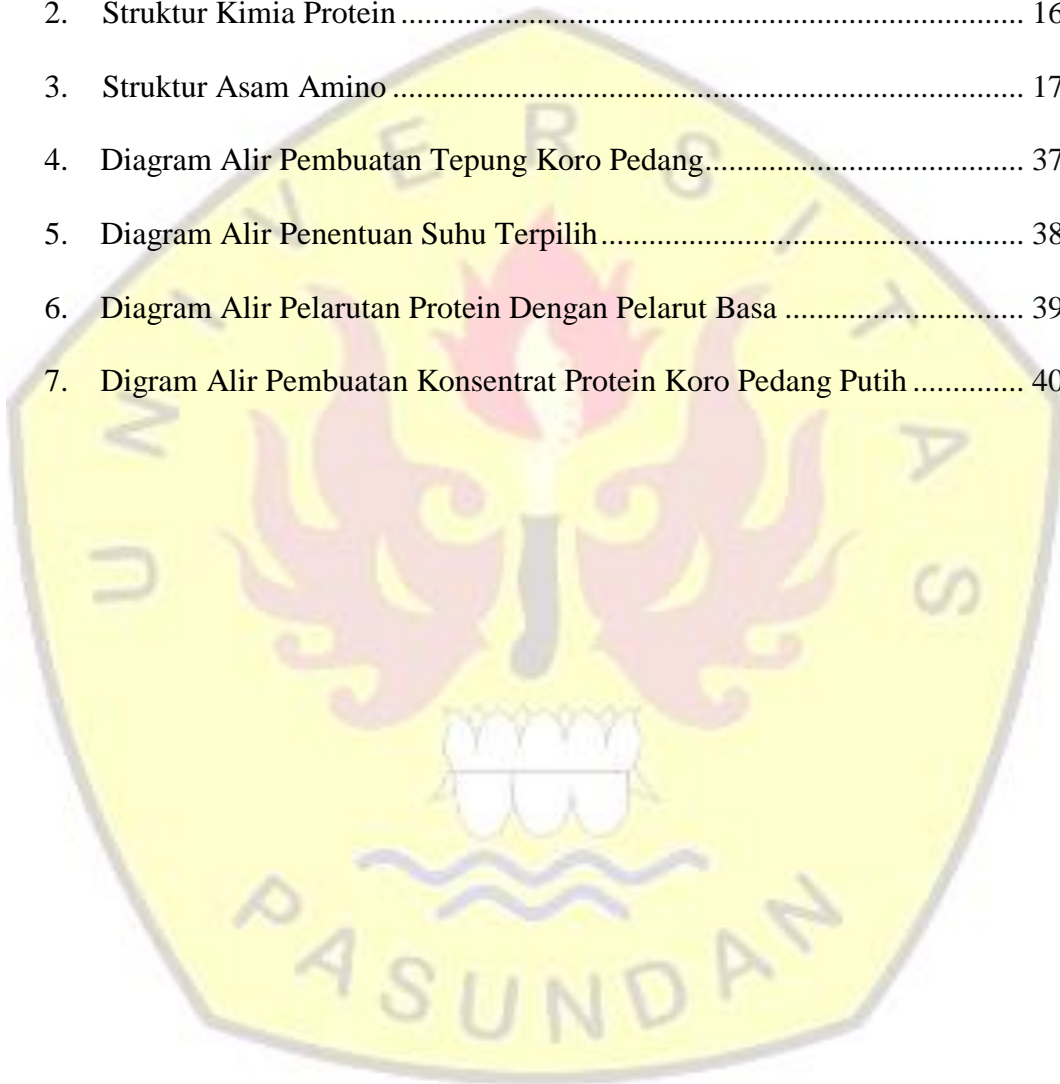 2. Struktur Kimia Protein ............................................................................ 16
3. Struktur Asam Amino ............................................................................. 17
4. Diagram Alir Pembuatan Tepung Koro Pedang....................................... 37
5. Diagram Alir Penentuan Suhu Terpilih.................................................... 38
6. Diagram Alir Pelarutan Protein Dengan Pelarut Basa ............................. 39
7. Digram Alir Pembuatan Konsentrat Protein Koro Pedang Putih .............. 40
UNIVERSITAS
PASUNDAN